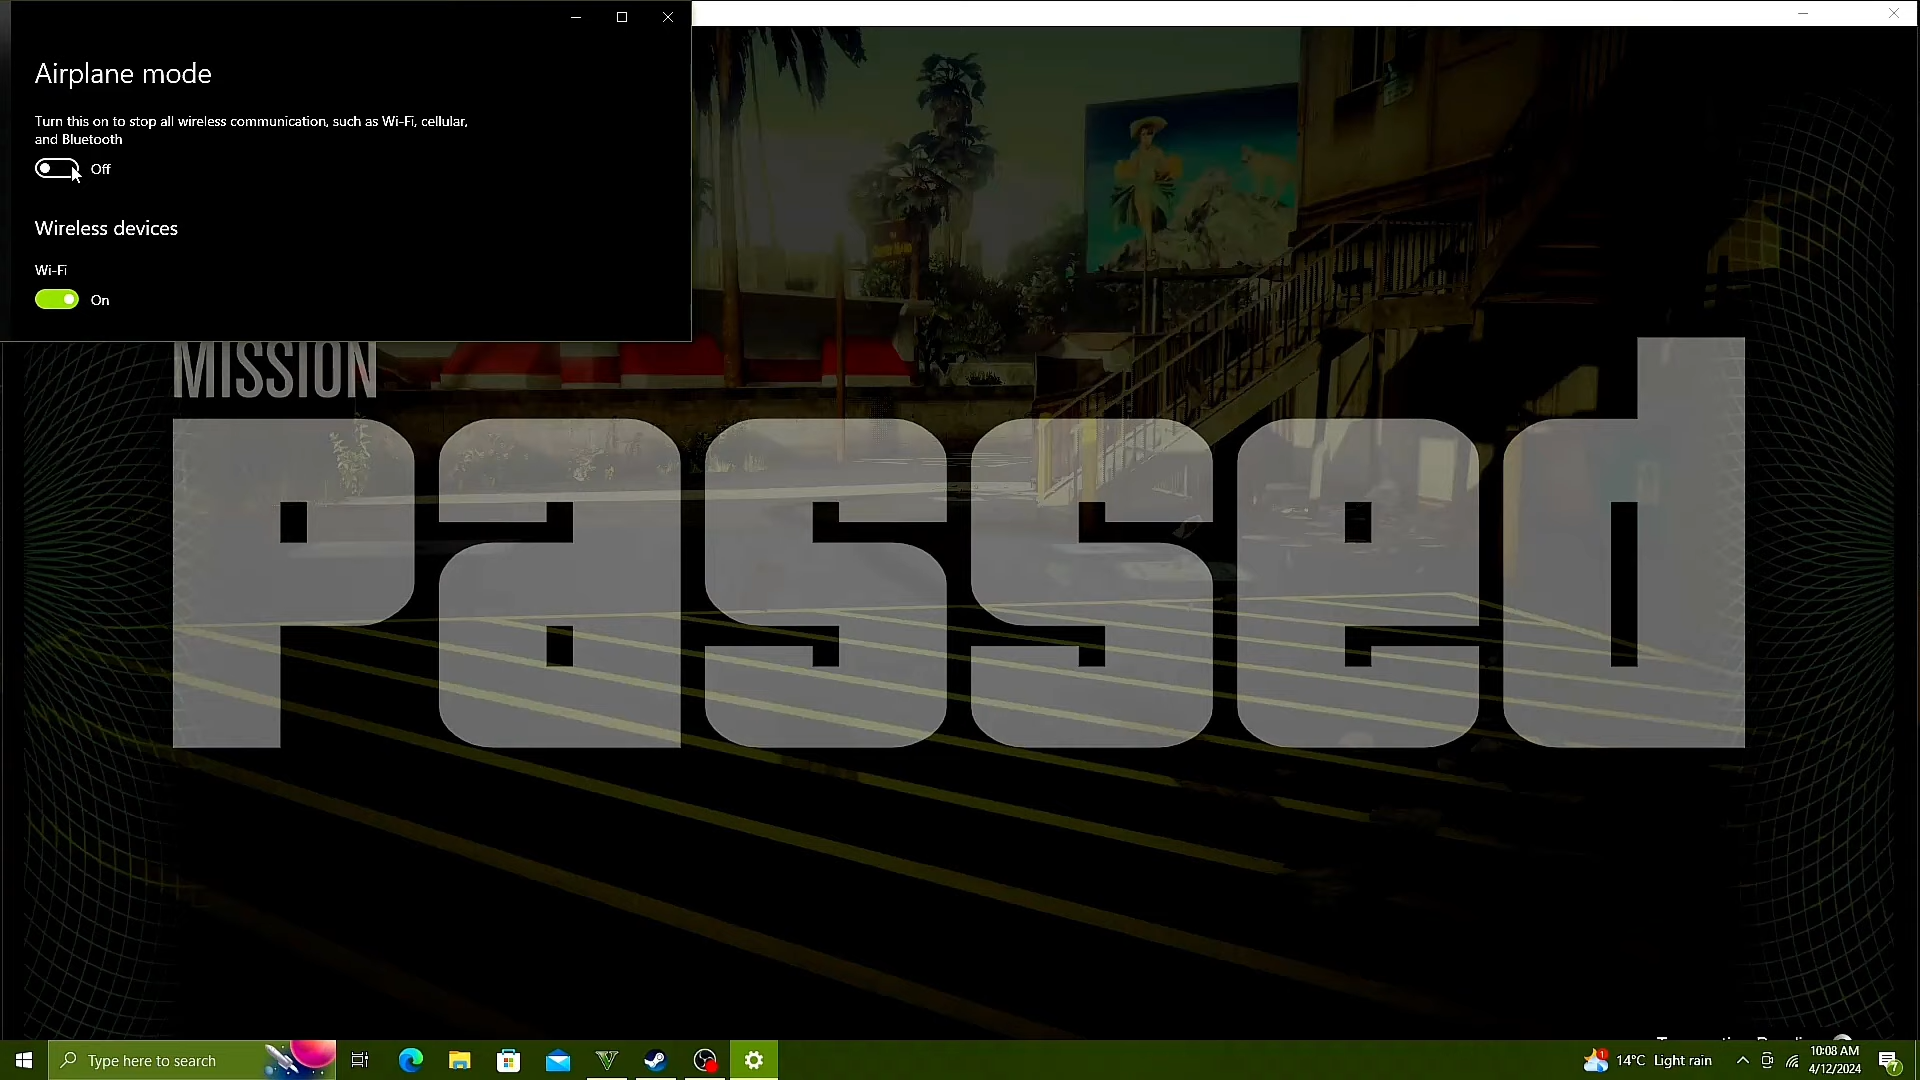 Airplane mode
Turn this on to stop all wireless communication, such as Wi-Fi, cellular,
and Bluetooth
Off
Wireless devices
Wi-Fi
On
MISSION
passed
Type here to search
1
14°C Light rain
10:08 AM
4/12/2024
7